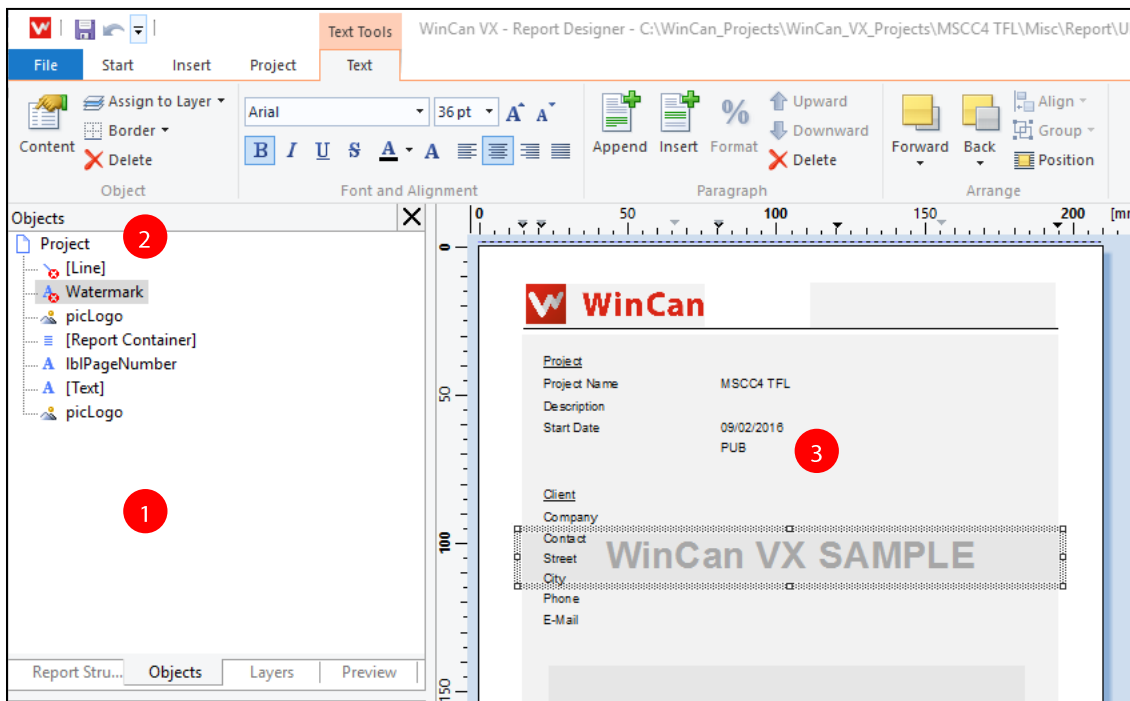 Text Tools
WinCan VX - Report Designer - C:\WinCan_Projects\WinCan_VX_Projects\MSCC4 TFL\Misc\Report\U
File Start Insert Project Text
Content
Assign to Layer
Border
Delete
Object
Arial 36 pt A A
B I U S A A
Font and Alignment
Append Insert Format
Upward
Downward
Delete
Paragraph
Forward Back
Align
Group
Position
Arrange
Objects
Project
2
[Line]
Watermark
picLogo
[Report Container]
lblPageNumber
[Text]
picLogo
1
Report Stru... Objects Layers Preview
0 50 100 150 200 [mm
0
50
100
150
WinCan
Project
Project Name MSCC4 TFL
Description
Start Date 09/02/2016
PUB
3
Client
Company
Contact
Street
City
WinCan VX SAMPLE
Phone
E-Mail